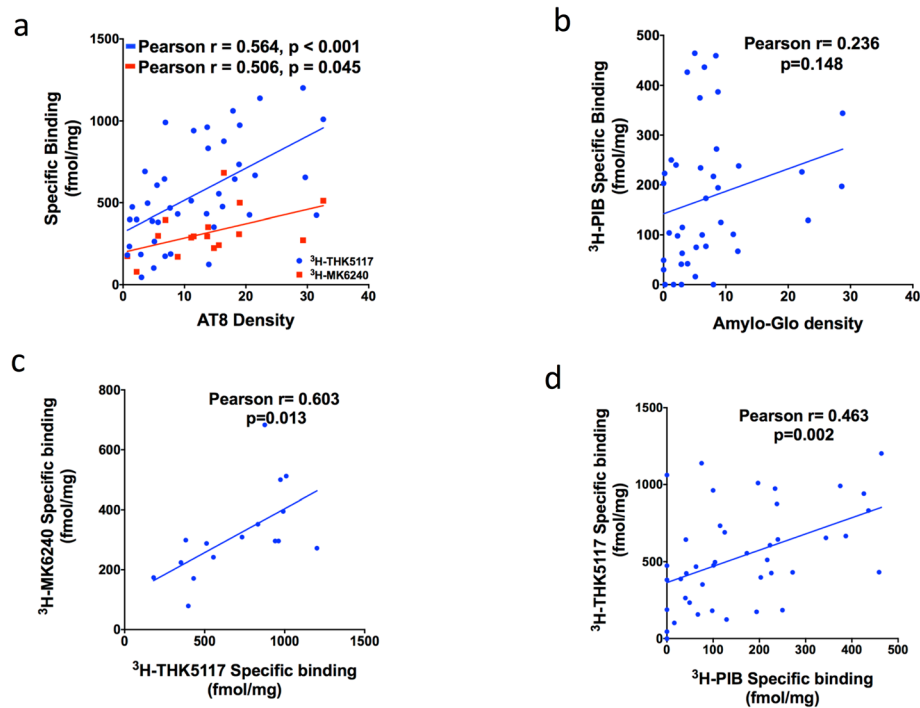 a
Pearson r = 0.564, p < 0.001
Pearson r = 0.506, p = 0.045
1500
1000
500
0
Specific Binding
(fmol/mg)
³H-THK5117
³H-MK6240
0 10 20 30 40
AT8 Density
b
Pearson r= 0.236
p=0.148
500
400
300
200
100
0
³H-PIB Specific Binding
(fmol/mg)
0 10 20 30 40
Amylo-Glo density
c
Pearson r= 0.603
p=0.013
800
600
400
200
0
³H-MK6240 Specific binding
(fmol/mg)
0 500 1000 1500
³H-THK5117 Specific binding
(fmol/mg)
d
Pearson r= 0.463
p=0.002
1500
1000
500
0
³H-THK5117 Specific binding
(fmol/mg)
0 100 200 300 400 500
³H-PIB Specific binding
(fmol/mg)